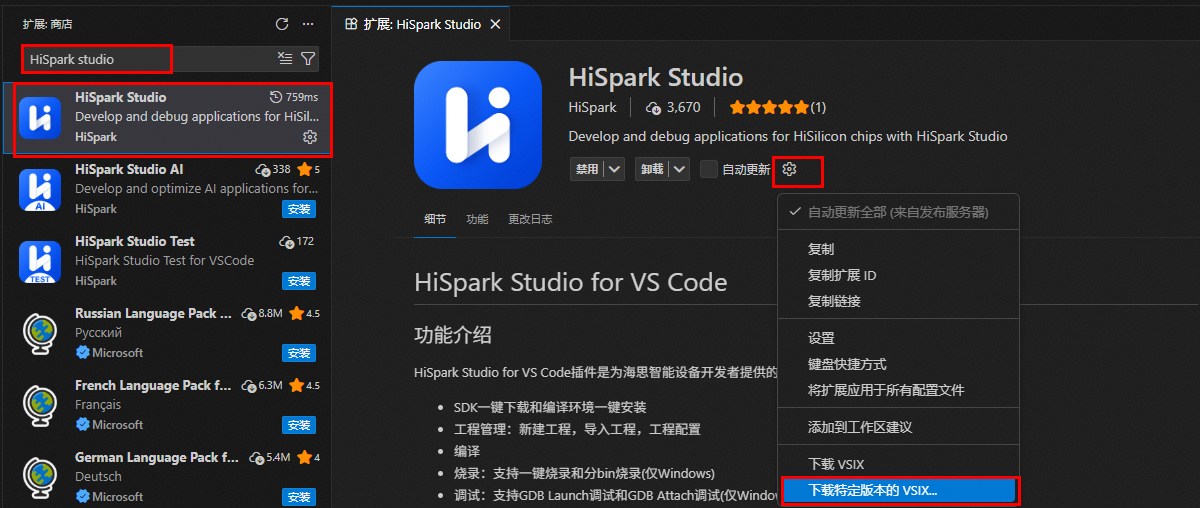 扩展: 商店
HiSpark studio
HiSpark Studio
759ms
Develop and debug applications for HiSil...
HiSpark
HiSpark Studio AI
338
5
Develop and optimize AI applications for...
HiSpark
安装
AI
HiSpark Studio Test
172
HiSpark Studio Test for VSCode
HiSpark
安装
TEST
Russian Language Pack ...
8.8M
4.5
Русский
Microsoft
安装
French Language Pack f...
6.3M
4.5
Français
Microsoft
安装
German Language Pack f...
5.4M
4
Deutsch
Microsoft
安装
扩展: HiSpark Studio
HiSpark Studio
HiSpark
3,670
(1)
Develop and debug applications for HiSilicon chips with HiSpark Studio
禁用
卸载
自动更新
细节
功能
更改日志
HiSpark Studio for VS Code
功能介绍
HiSpark Studio for VS Code插件是为海思智能设备开发者提供的
SDK一键下载和编译环境一键安装
工程管理：新建工程，导入工程，工程配置
编译
烧录：支持一键烧录和分bin烧录(仅Windows)
调试：支持GDB Launch调试和GDB Attach调试(仅Windo
自动更新全部 (来自发布服务器)
复制
复制扩展 ID
复制链接
设置
键盘快捷方式
将扩展应用于所有配置文件
添加到工作区建议
下载 VSIX
下载特定版本的 VSIX...